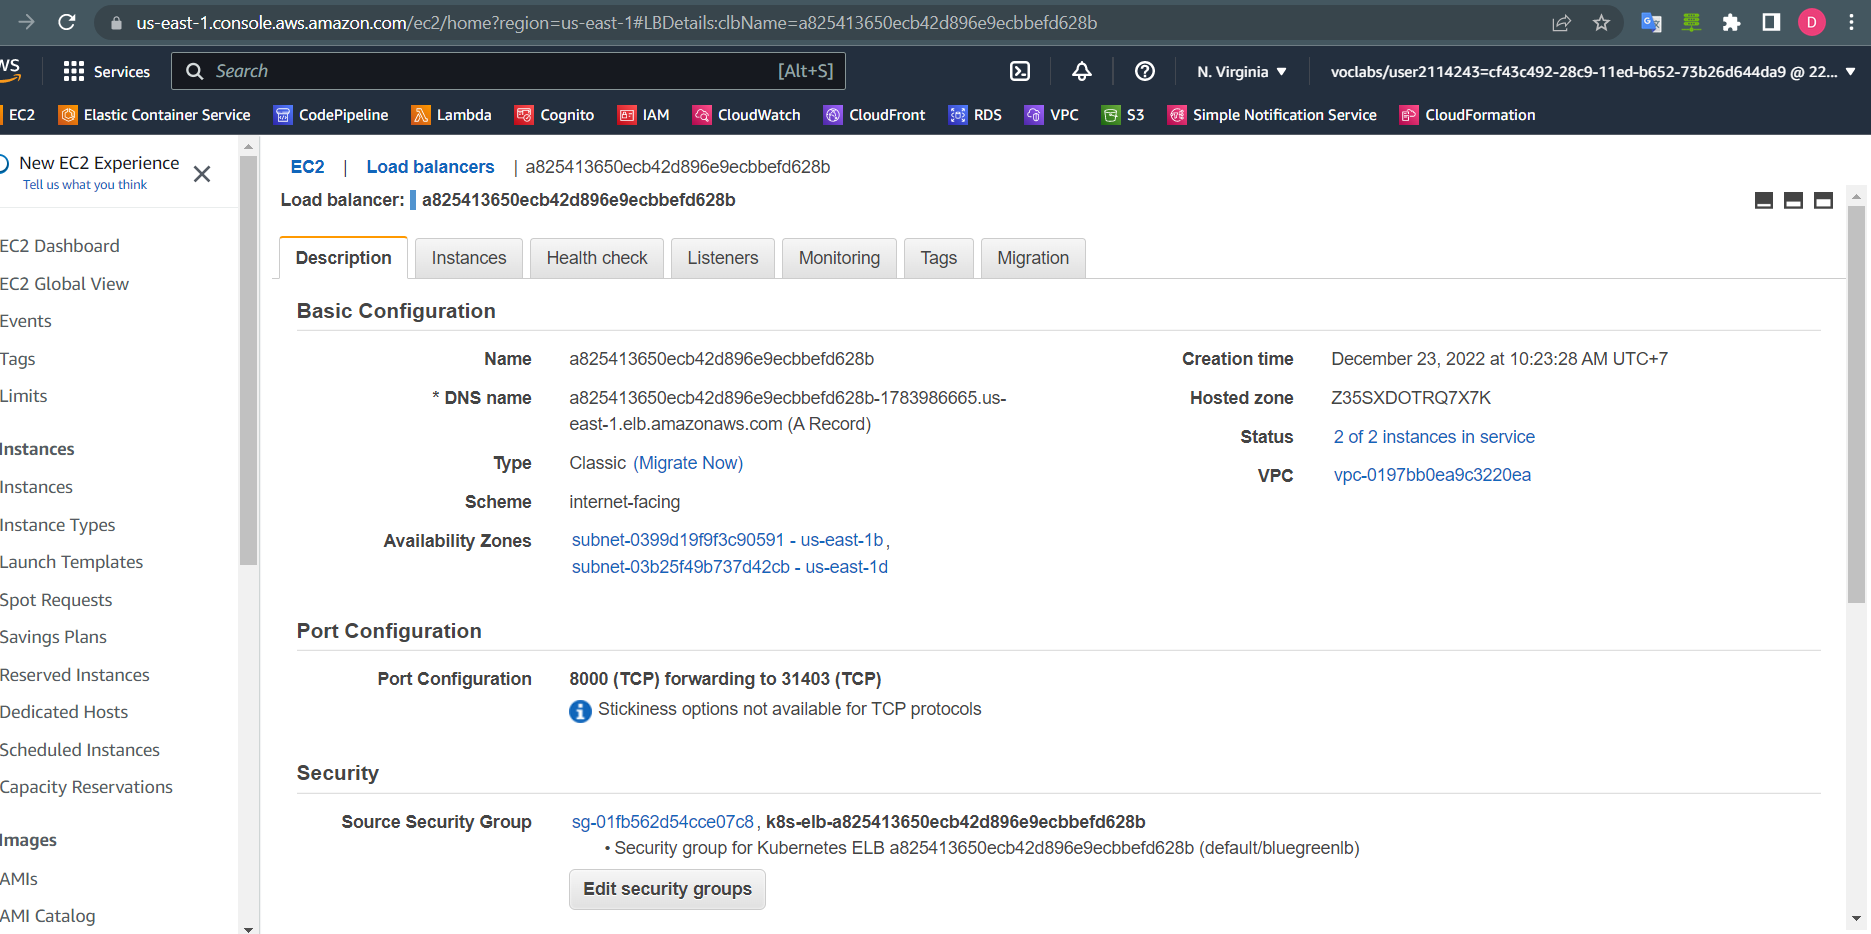 us-east-1.console.aws.amazon.com/ec2/home?region=us-east-1#LBDetails:clbName=a825413650ecb42d896e9ecbbefd628b
D
WS
Services
Search
[Alt+S]
N. Virginia
voclabs/user2114243=cf43c492-28c9-11ed-b652-73b26d644da9 @ 22...
EC2 Elastic Container Service CodePipeline Lambda Cognito IAM CloudWatch CloudFront RDS VPC S3 Simple Notification Service CloudFormation
New EC2 Experience
Tell us what you think
EC2 Dashboard
EC2 Global View
Events
Tags
Limits
Instances
Instances
Instance Types
Launch Templates
Spot Requests
Savings Plans
Reserved Instances
Dedicated Hosts
Scheduled Instances
Capacity Reservations
Images
AMIs
AMI Catalog
EC2 | Load balancers | a825413650ecb42d896e9ecbbefd628b
Load balancer: a825413650ecb42d896e9ecbbefd628b
Description Instances Health check Listeners Monitoring Tags Migration
Basic Configuration
Name a825413650ecb42d896e9ecbbefd628b
* DNS name a825413650ecb42d896e9ecbbefd628b-1783986665.us-
east-1.elb.amazonaws.com (A Record)
Type Classic (Migrate Now)
Scheme internet-facing
Availability Zones subnet-0399d19f9f3c90591 - us-east-1b,
subnet-03b25f49b737d42cb - us-east-1d
Creation time December 23, 2022 at 10:23:28 AM UTC+7
Hosted zone Z35SXDOTRQ7X7K
Status 2 of 2 instances in service
VPC vpc-0197bb0ea9c3220ea
Port Configuration
Port Configuration 8000 (TCP) forwarding to 31403 (TCP)
Stickiness options not available for TCP protocols
Security
Source Security Group sg-01fb562d54cce07c8, k8s-elb-a825413650ecb42d896e9ecbbefd628b
• Security group for Kubernetes ELB a825413650ecb42d896e9ecbbefd628b (default/bluegreenlb)
Edit security groups